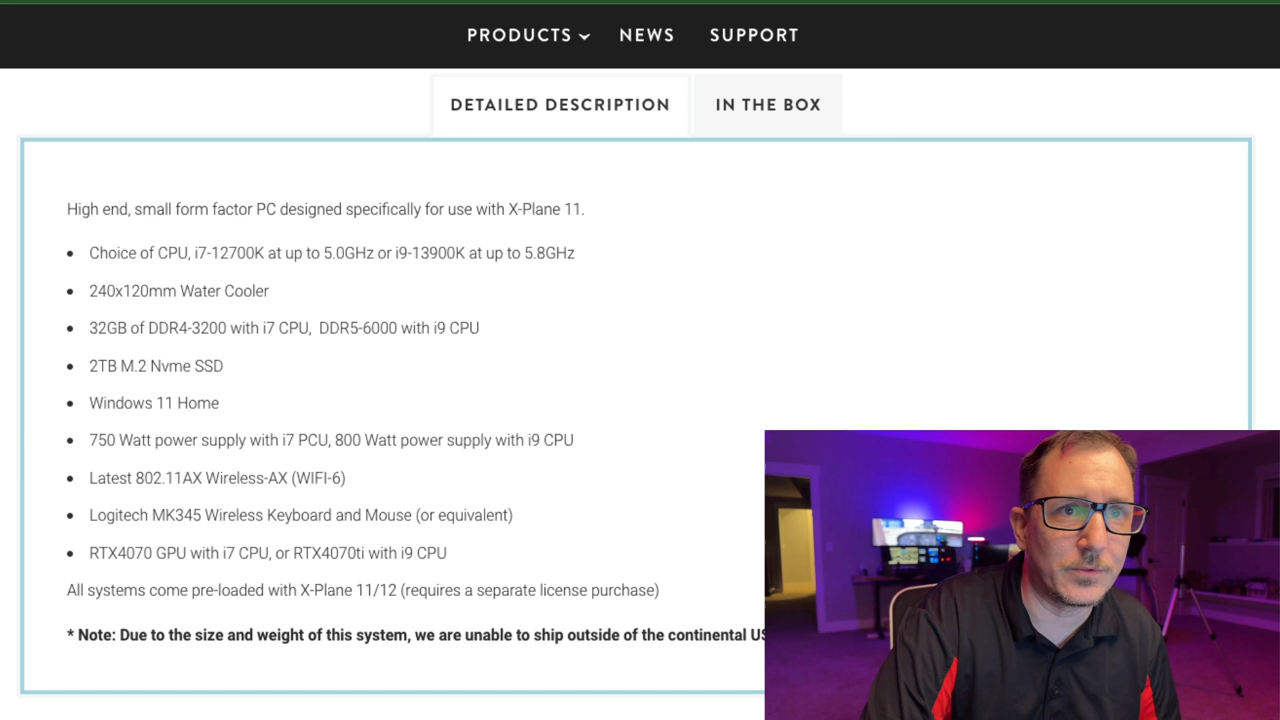 PRODUCTS NEWS SUPPORT
DETAILED DESCRIPTION IN THE BOX
High end, small form factor PC designed specifically for use with X-Plane 11.
Choice of CPU, i7-12700K at up to 5.0GHz or i9-13900K at up to 5.8GHz
240x120mm Water Cooler
32GB of DDR4-3200 with i7 CPU, DDR5-6000 with i9 CPU
2TB M.2 Nvme SSD
Windows 11 Home
750 Watt power supply with i7 PCU, 800 Watt power supply with i9 CPU
Latest 802.11AX Wireless-AX (WIFI-6)
Logitech MK345 Wireless Keyboard and Mouse (or equivalent)
RTX4070 GPU with i7 CPU, or RTX4070ti with i9 CPU
All systems come pre-loaded with X-Plane 11/12 (requires a separate license purchase)
* Note: Due to the size and weight of this system, we are unable to ship outside of the continental US